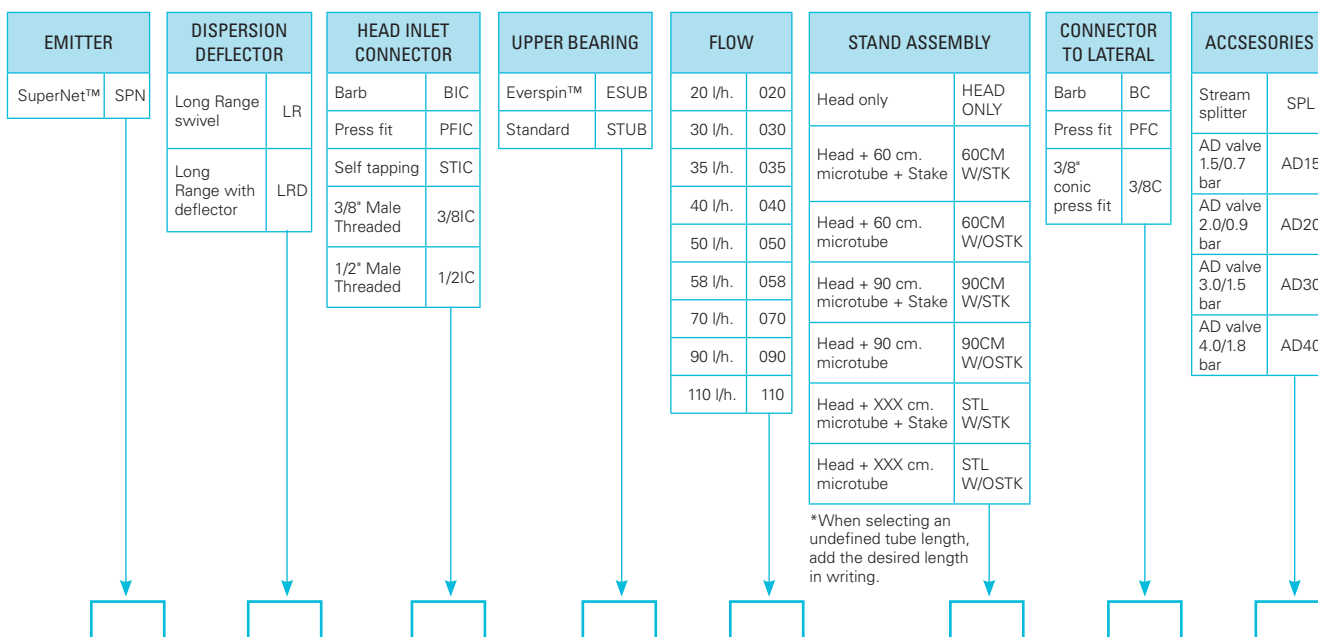 EMITTER
SuperNet™ SPN
DISPERSION
DEFLECTOR
Long Range
swivel
LR
Long
Range with
deflector
LRD
HEAD INLET
CONNECTOR
Barb BIC
Press fit PFIC
Self tapping STIC
3/8" Male
Threaded
3/8IC
1/2" Male
Threaded
1/2IC
UPPER BEARING
Everspin™ ESUB
Standard STUB
FLOW
20 l/h. 020
30 l/h. 030
35 l/h. 035
40 l/h. 040
50 l/h. 050
58 l/h. 058
70 l/h. 070
90 l/h. 090
110 l/h. 110
STAND ASSEMBLY
Head only
HEAD
ONLY
Head + 60 cm.
microtube + Stake
60CM
W/STK
Head + 60 cm.
microtube
60CM
W/OSTK
Head + 90 cm.
microtube + Stake
90CM
W/STK
Head + 90 cm.
microtube
90CM
W/OSTK
Head + XXX cm.
microtube + Stake
STL
W/STK
Head + XXX cm.
microtube
STL
W/OSTK
*When selecting an
undefined tube length,
add the desired length
in writing.
CONNECTOR
TO LATERAL
Barb BC
Press fit PFC
3/8"
conic
press fit
3/8C
ACCSESORIES
Stream
splitter
SPL
AD valve
1.5/0.7
bar
AD15
AD valve
2.0/0.9
bar
AD20
AD valve
3.0/1.5
bar
AD30
AD valve
4.0/1.8
bar
AD40